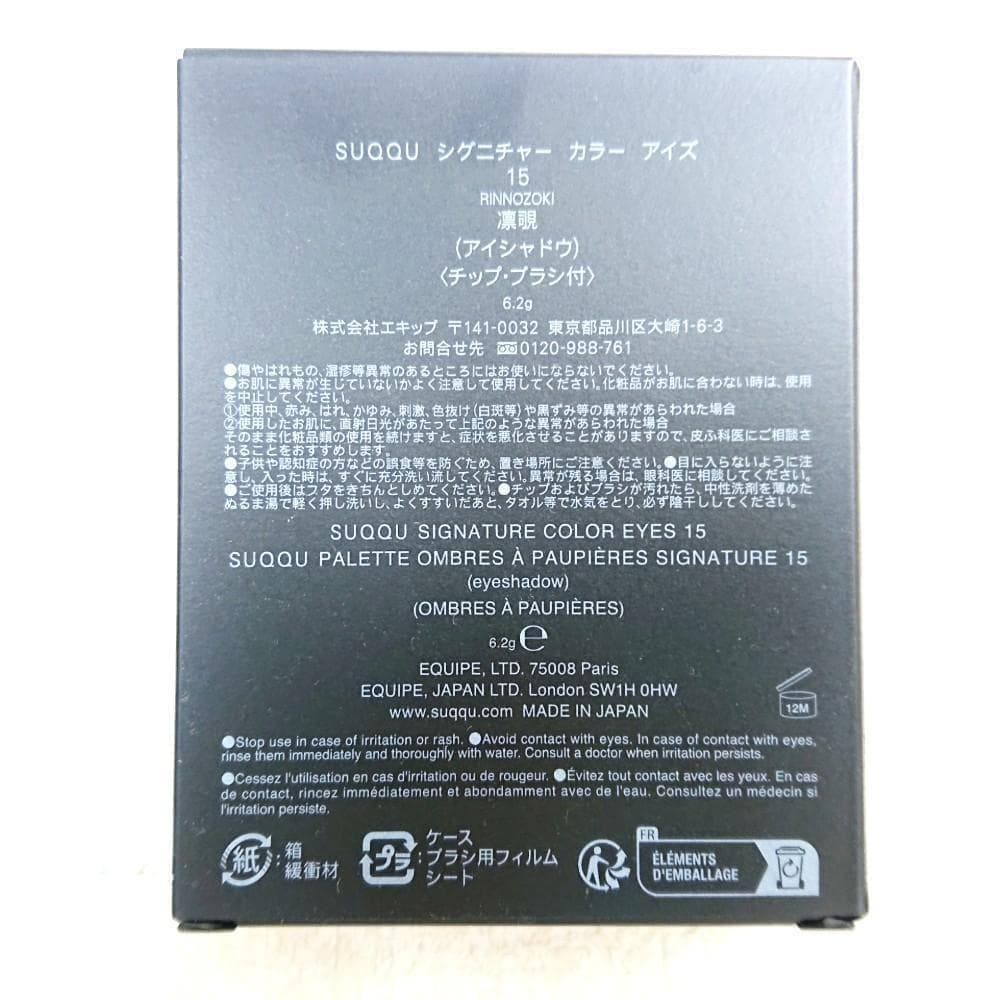 SUQQU シグニチャー カラー アイズ
15
RINNOZOKI
凛覗
(アイシャドウ)
〈チップ・ブラシ付〉
6.2g
株式会社エキップ 〒141-0032 東京都品川区大崎1-6-3
お問合せ先 0120-988-761
●傷やはれもの、湿疹等異常のあるところにはお使いにならないでください。
●お肌に異常が生じていないかよく注意して使用してください。化粧品がお肌に合わない時は、使用
を中止してください。
①使用中、赤み、はれ、かゆみ、刺激、色抜け(白斑等)や黒ずみ等の異常があらわれた場合
②使用したお肌に、直射日光があたって上記のような異常があらわれた場合
そのまま化粧品類の使用を続けますと、症状を悪化させることがありますので、皮ふ科医にご相談さ
れることをおすすめします。
●子供や認知症の方などの誤食等を防ぐため、置き場所にご注意ください。●目に入らないように注
意し、入った時は、すぐに充分洗い流してください。異常が残る場合は、眼科医に相談してください。
●ご使用後はフタをきちんとしめてください。●チップおよびブラシが汚れたら、中性洗剤を薄めた
ぬるま湯で軽く押し洗いし、よくすすいだあと、タオル等で水気をとり、必ず陰干ししてください。
SUQQU SIGNATURE COLOR EYES 15
SUQQU PALETTE OMBRES À PAUPIÈRES SIGNATURE 15
(eyeshadow)
(OMBRES À PAUPIÈRES)
6.2g ℮
EQUIPE, LTD. 75008 Paris
EQUIPE, JAPAN LTD. London SW1H 0HW
www.suqqu.com MADE IN JAPAN
12M
●Stop use in case of irritation or rash. ●Avoid contact with eyes. In case of contact with eyes,
rinse them immediately and thoroughly with water. Consult a doctor when irritation persists.
●Cessez l'utilisation en cas d'irritation ou de rougeur. ●Évitez tout contact avec les yeux. En cas
de contact, rincez immédiatement et abondamment avec de l'eau. Consultez un médecin si
l'irritation persiste.
紙:箱
緩衝材
プラ:ケース
ブラシ用フィルム
シート
FR
ÉLÉMENTS
D'EMBALLAGE